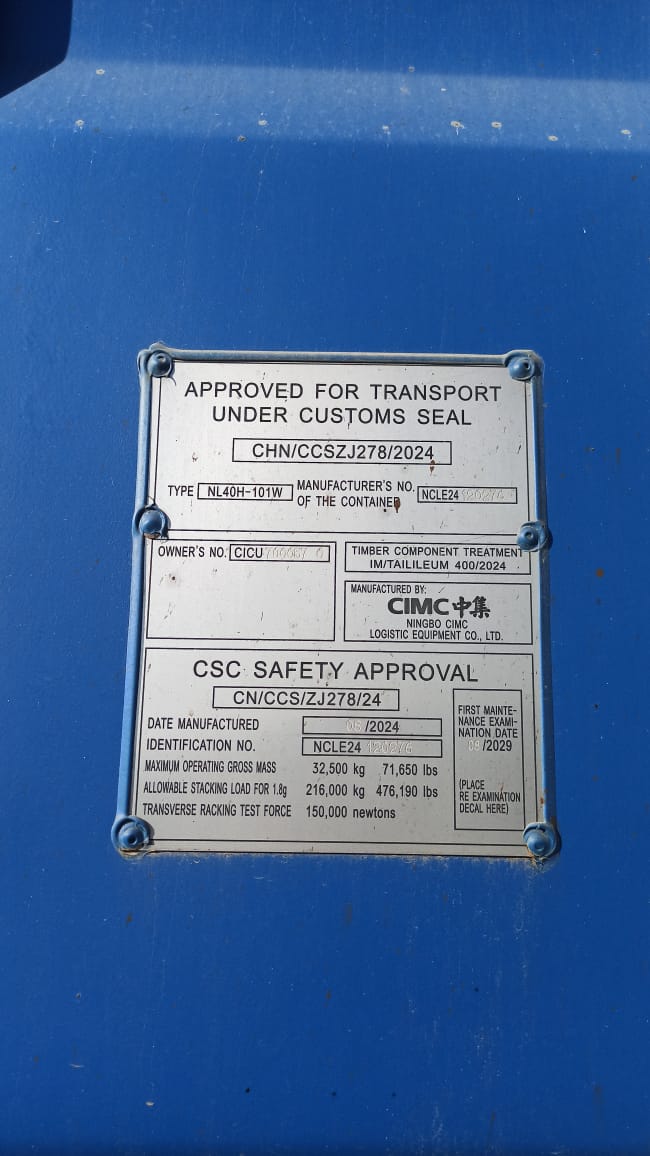 APPROVED FOR TRANSPORT
UNDER CUSTOMS SEAL
CHN/CCSZJ278/2024
TYPE NL40H-101W MANUFACTURER'S NO. OF THE CONTAINER NCLE24
OWNER'S NO. CICU
TIMBER COMPONENT TREATMENT
IM/TAILILEUM 400/2024
MANUFACTURED BY:
CIMC中集
NINGBO CIMC
LOGISTIC EQUIPMENT CO., LTD.
CSC SAFETY APPROVAL
CN/CCS/ZJ278/24
DATE MANUFACTURED /2024
IDENTIFICATION NO. NCLE24
MAXIMUM OPERATING GROSS MASS 32,500 kg 71,650 lbs
ALLOWABLE STACKING LOAD FOR 1.8g 216,000 kg 476,190 lbs
TRANSVERSE RACKING TEST FORCE 150,000 newtons
FIRST MAINTE-
NANCE EXAMI-
NATION DATE
/2029
(PLACE
RE EXAMINATION
DECAL HERE)